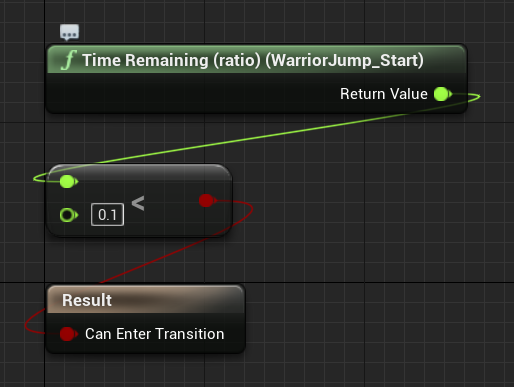 f Time Remaining (ratio) (WarriorJump_Start)
Return Value
0.1 <
Result
Can Enter Transition